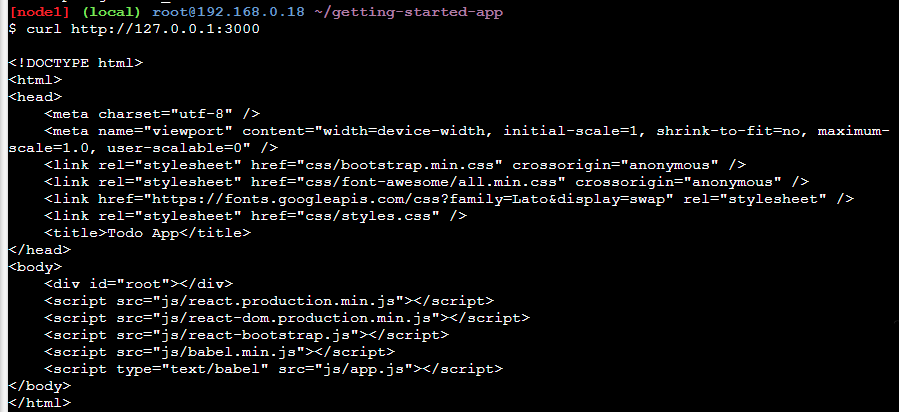 [node1] (local) root@192.168.0.18 ~/getting-started-app
$ curl http://127.0.0.1:3000
<!DOCTYPE html>
<html>
<head>
    <meta charset="utf-8" />
    <meta name="viewport" content="width=device-width, initial-scale=1, shrink-to-fit=no, maximum-
scale=1.0, user-scalable=0" />
    <link rel="stylesheet" href="css/bootstrap.min.css" crossorigin="anonymous" />
    <link rel="stylesheet" href="css/font-awesome/all.min.css" crossorigin="anonymous" />
    <link href="https://fonts.googleapis.com/css?family=Lato&display=swap" rel="stylesheet" />
    <link rel="stylesheet" href="css/styles.css" />
    <title>Todo App</title>
</head>
<body>
    <div id="root"></div>
    <script src="js/react.production.min.js"></script>
    <script src="js/react-dom.production.min.js"></script>
    <script src="js/react-bootstrap.js"></script>
    <script src="js/babel.min.js"></script>
    <script type="text/babel" src="js/app.js"></script>
</body>
</html>